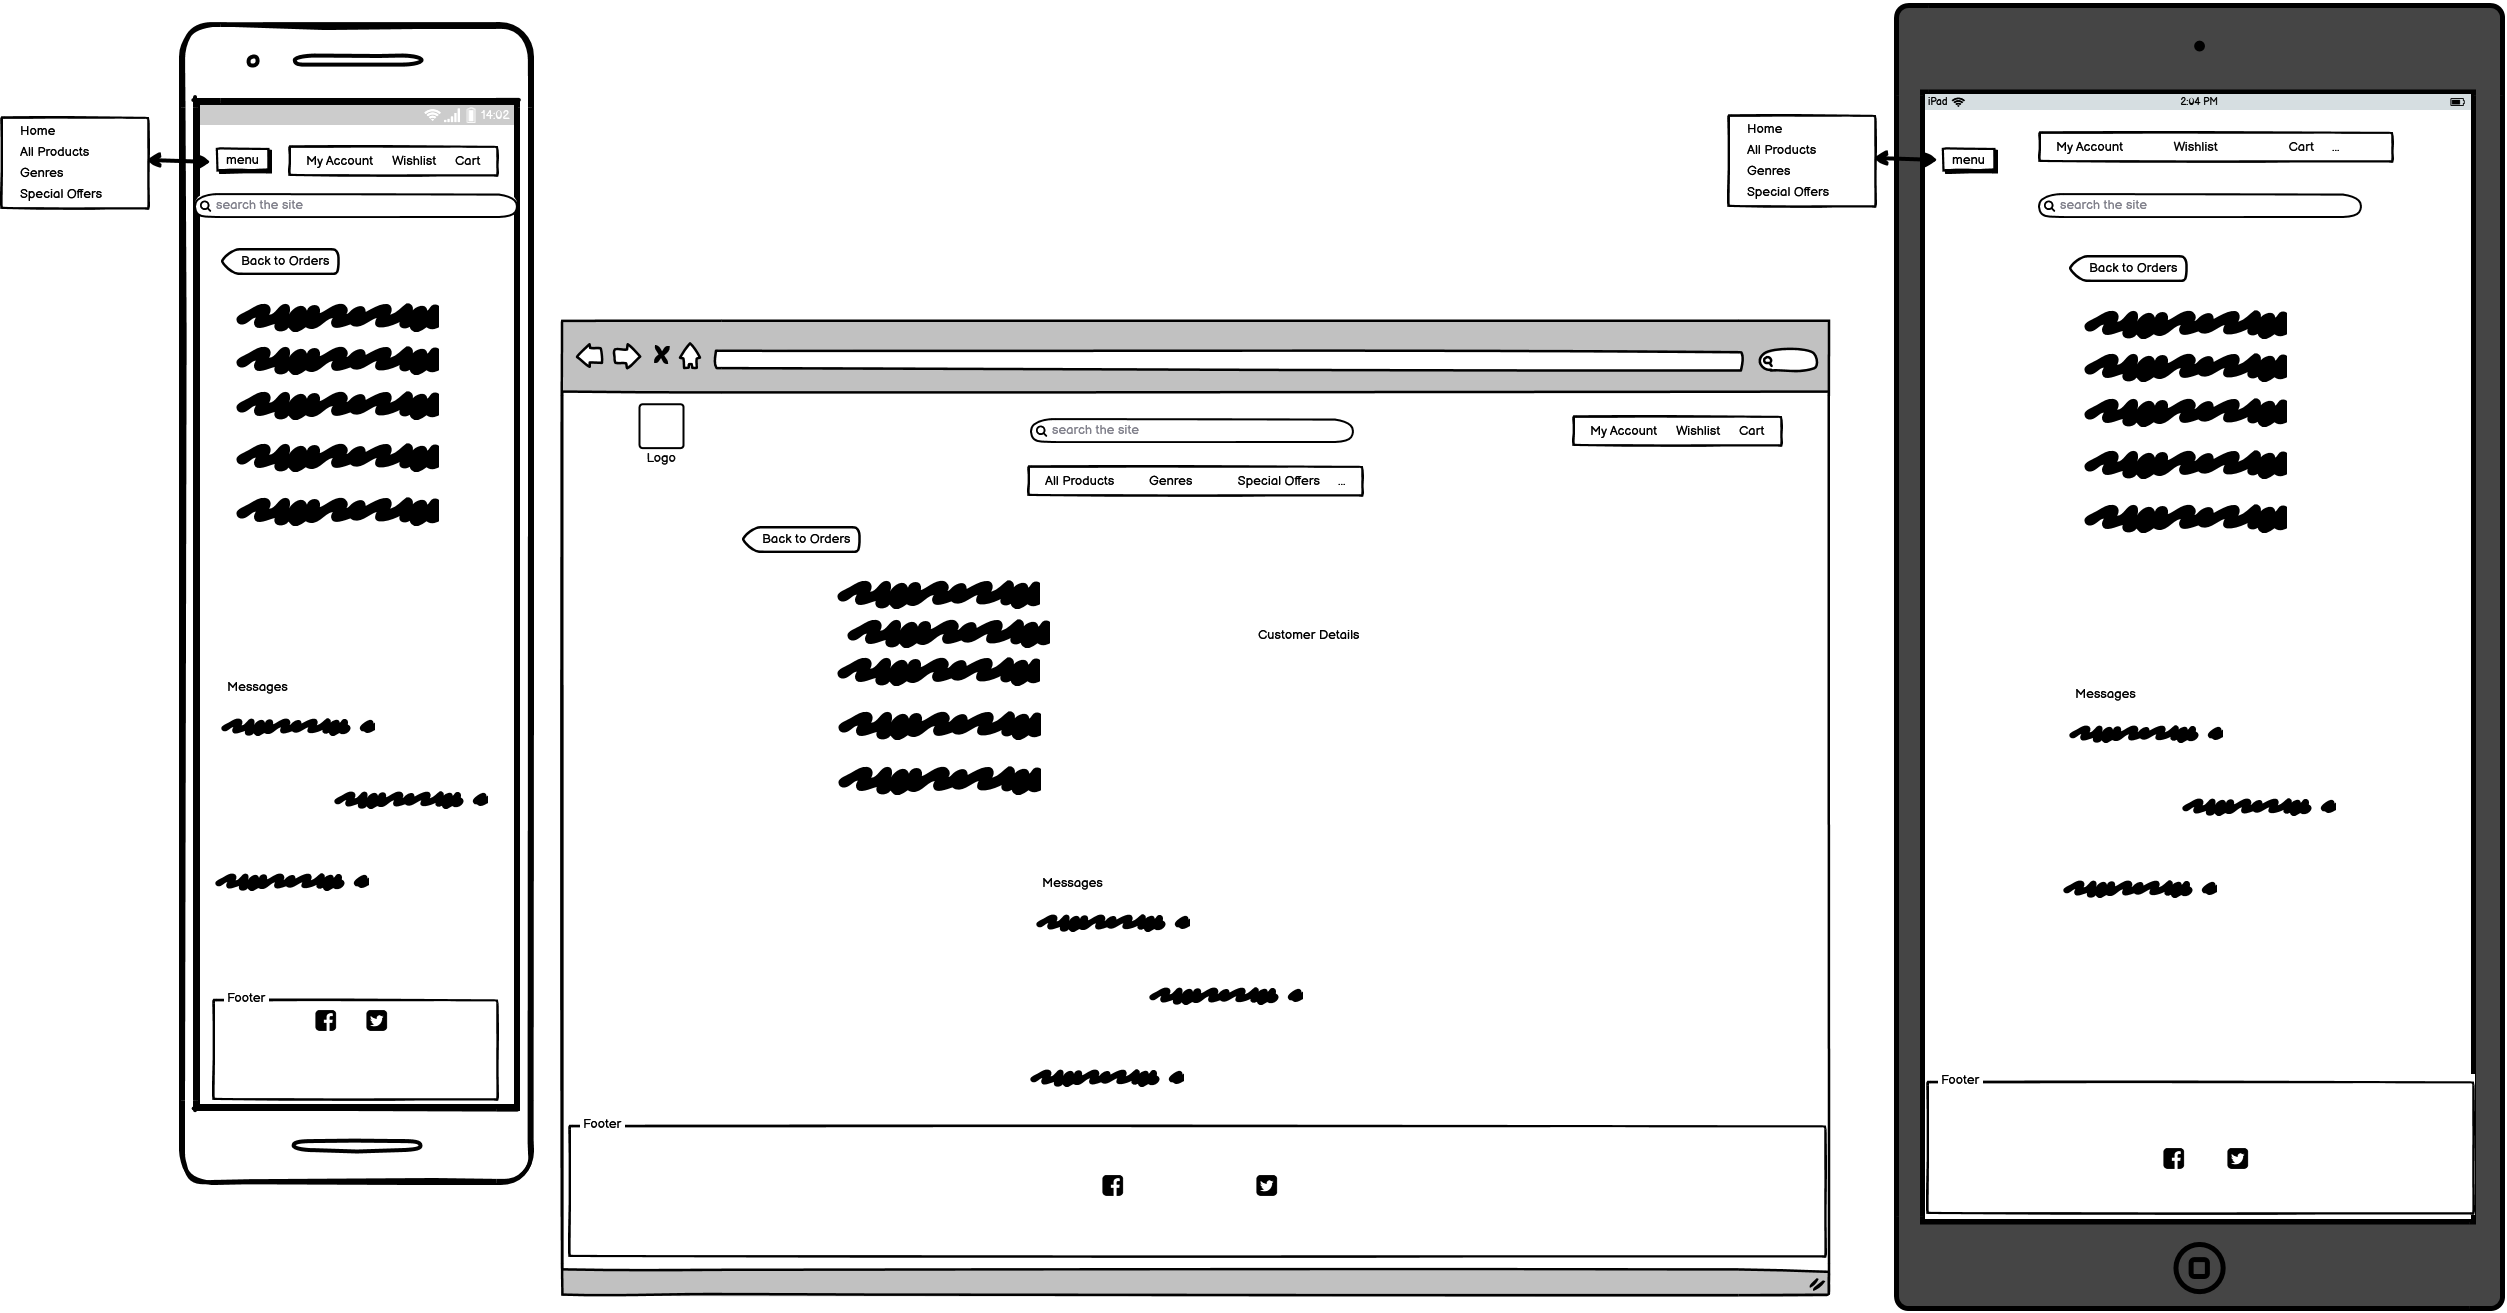 14:02
Home
All Products
Genres
Special Offers
menu
My Account Wishlist Cart
search the site
Back to Orders
Messages
Footer
Logo
search the site
My Account Wishlist Cart
All Products Genres Special Offers ...
Back to Orders
Customer Details
Messages
Footer
Home
All Products
Genres
Special Offers
iPad 2:04 PM
menu
My Account Wishlist Cart ...
search the site
Back to Orders
Messages
Footer